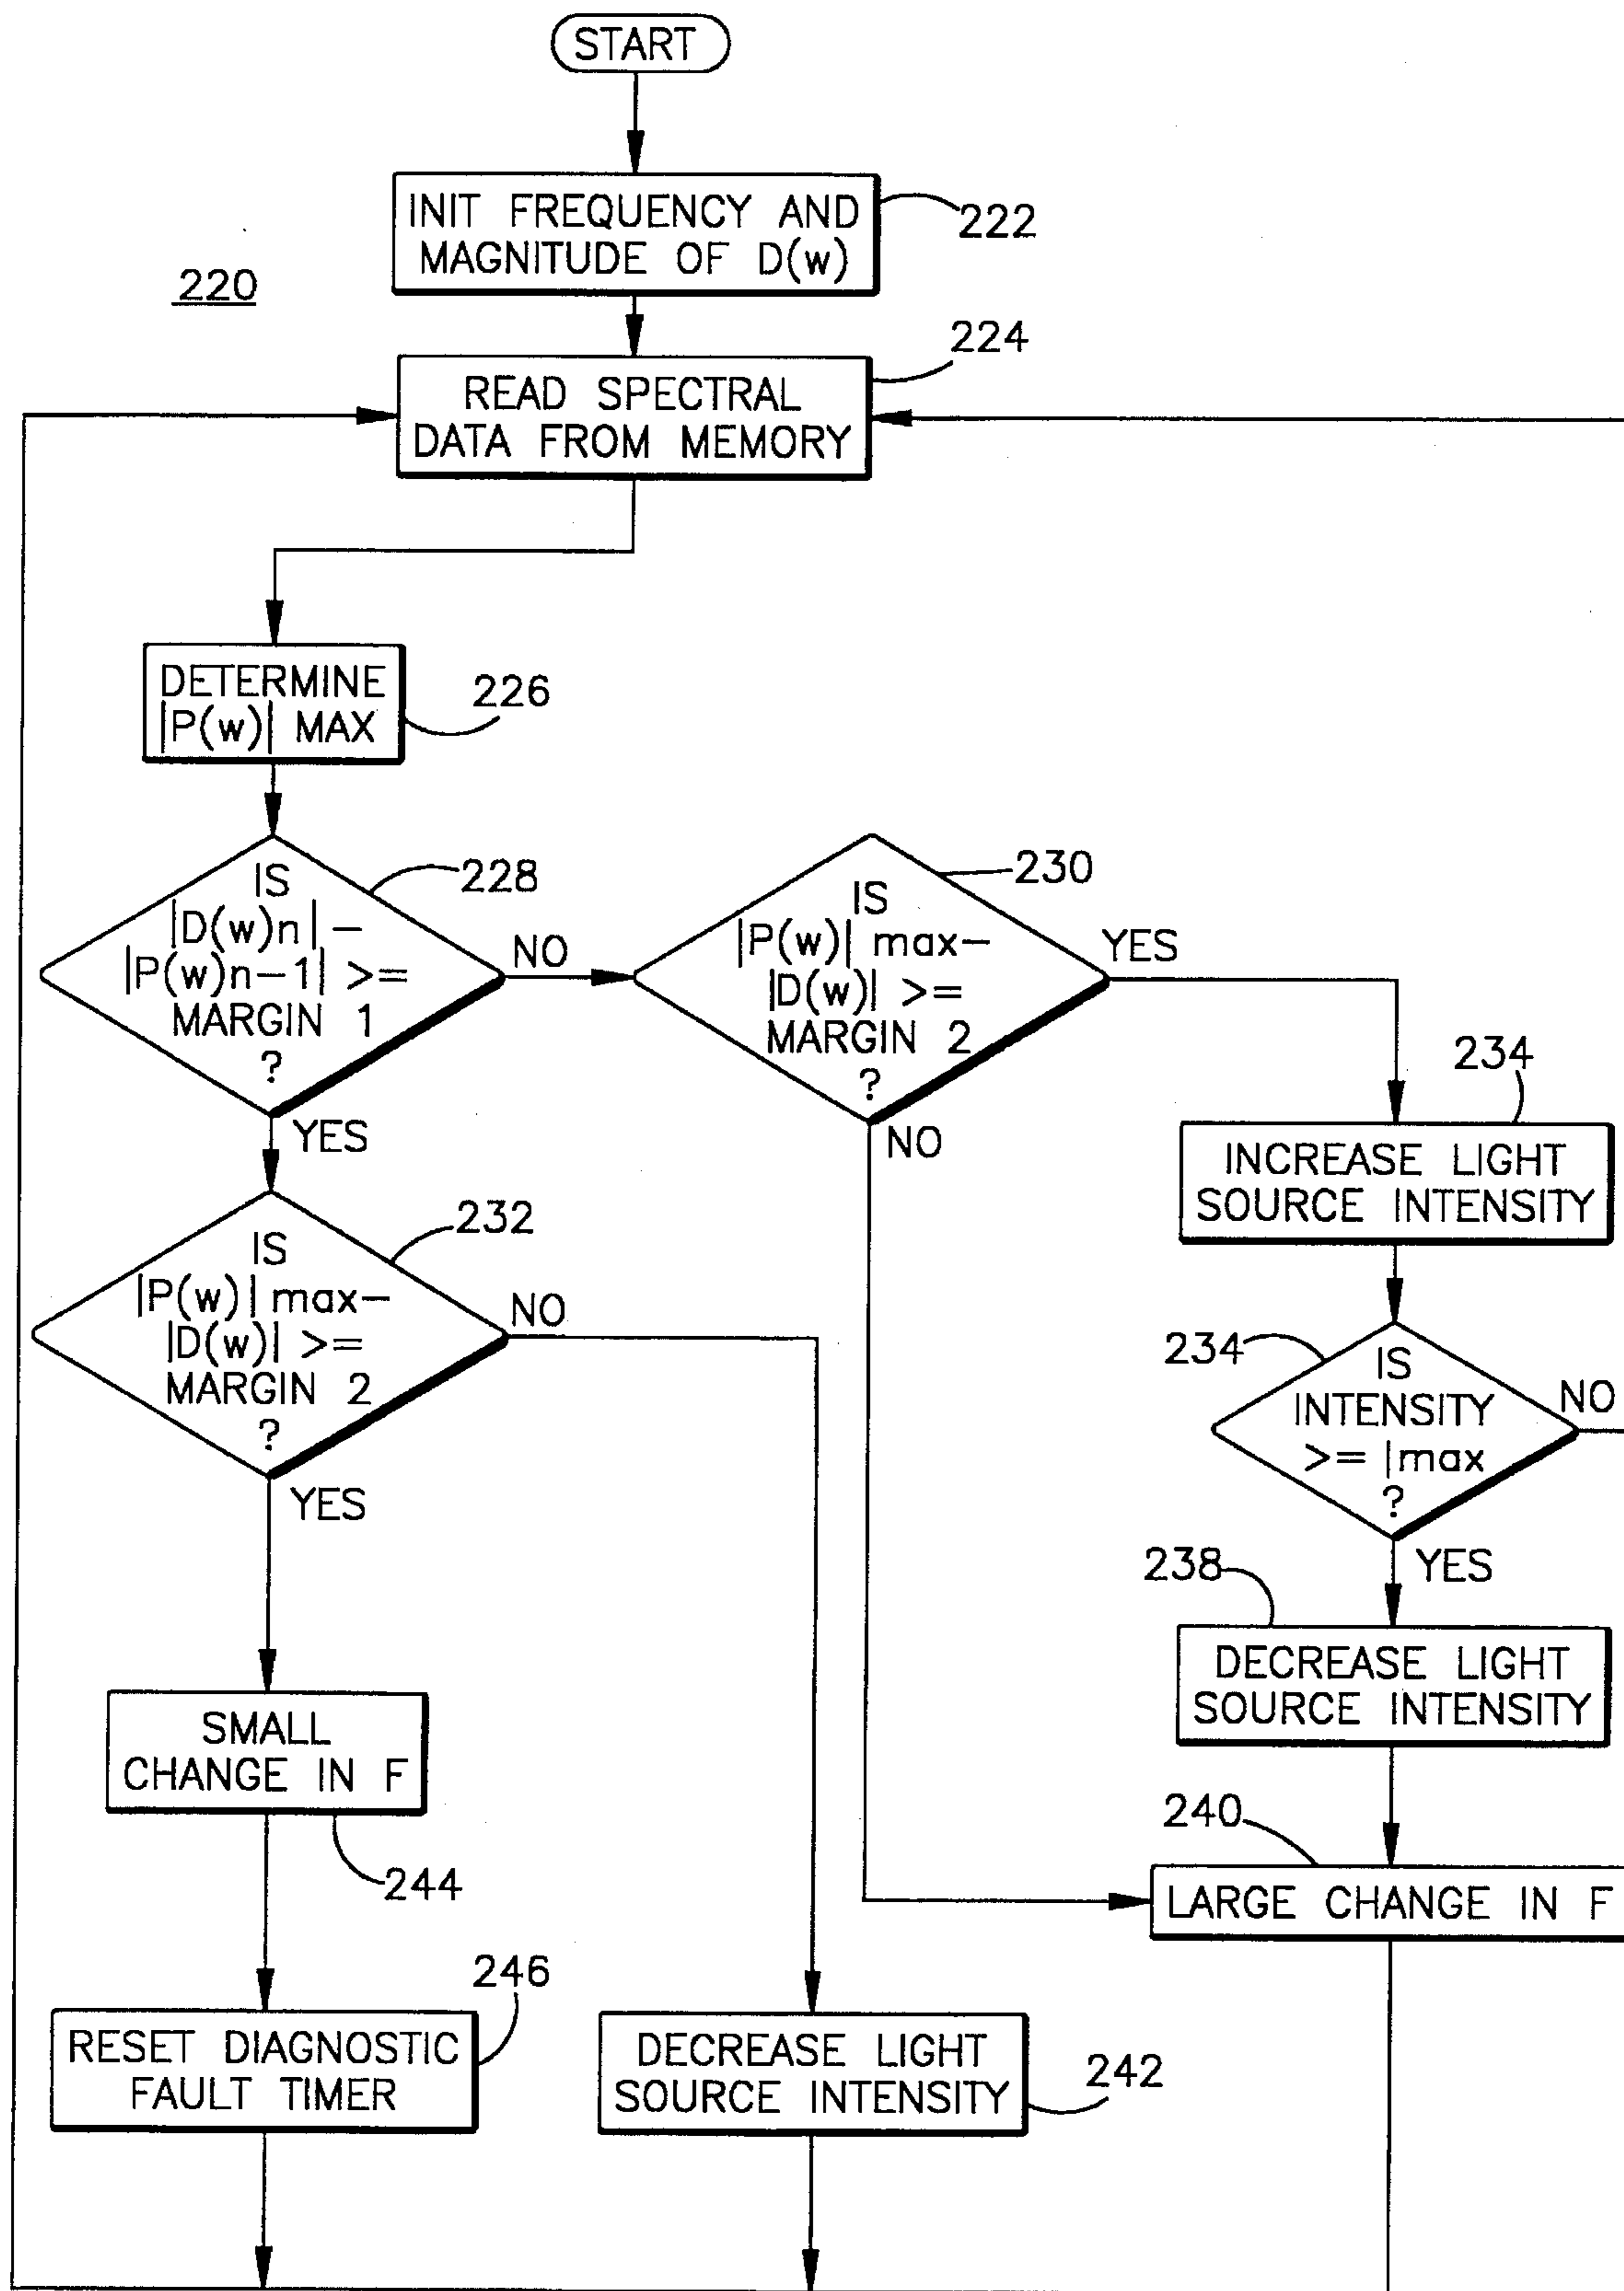 START
INIT FREQUENCY AND
MAGNITUDE OF D(w)
222
220
224
READ SPECTRAL
DATA FROM MEMORY
DETERMINE
|P(w)| MAX
226
IS
|D(w)n| –
|P(w)n–1| >=
MARGIN 1
?
228
NO
YES
IS
|P(w)| max–
|D(w)| >=
MARGIN 2
?
230
YES
NO
234
INCREASE LIGHT
SOURCE INTENSITY
IS
|P(w)| max–
|D(w)| >=
MARGIN 2
?
232
NO
YES
234
IS
INTENSITY
>= |max
?
NO
YES
238
DECREASE LIGHT
SOURCE INTENSITY
SMALL
CHANGE IN F
244
240
LARGE CHANGE IN F
246
RESET DIAGNOSTIC
FAULT TIMER
DECREASE LIGHT
SOURCE INTENSITY
242